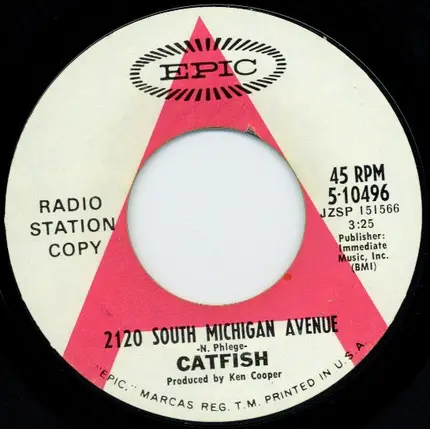 EPIC
RADIO
STATION
COPY
45 RPM
5-10496
JZSP 151566
3:25
Publisher:
Immediate
Music, Inc.
(BMI)
2120 SOUTH MICHIGAN AVENUE
-N. Phlege-
CATFISH
Produced by Ken Cooper
"EPIC," MARCAS REG. T.M. PRINTED IN U.S.A.